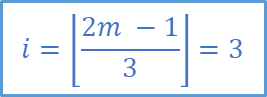 i = ⌊(2m − 1)/3⌋ = 3